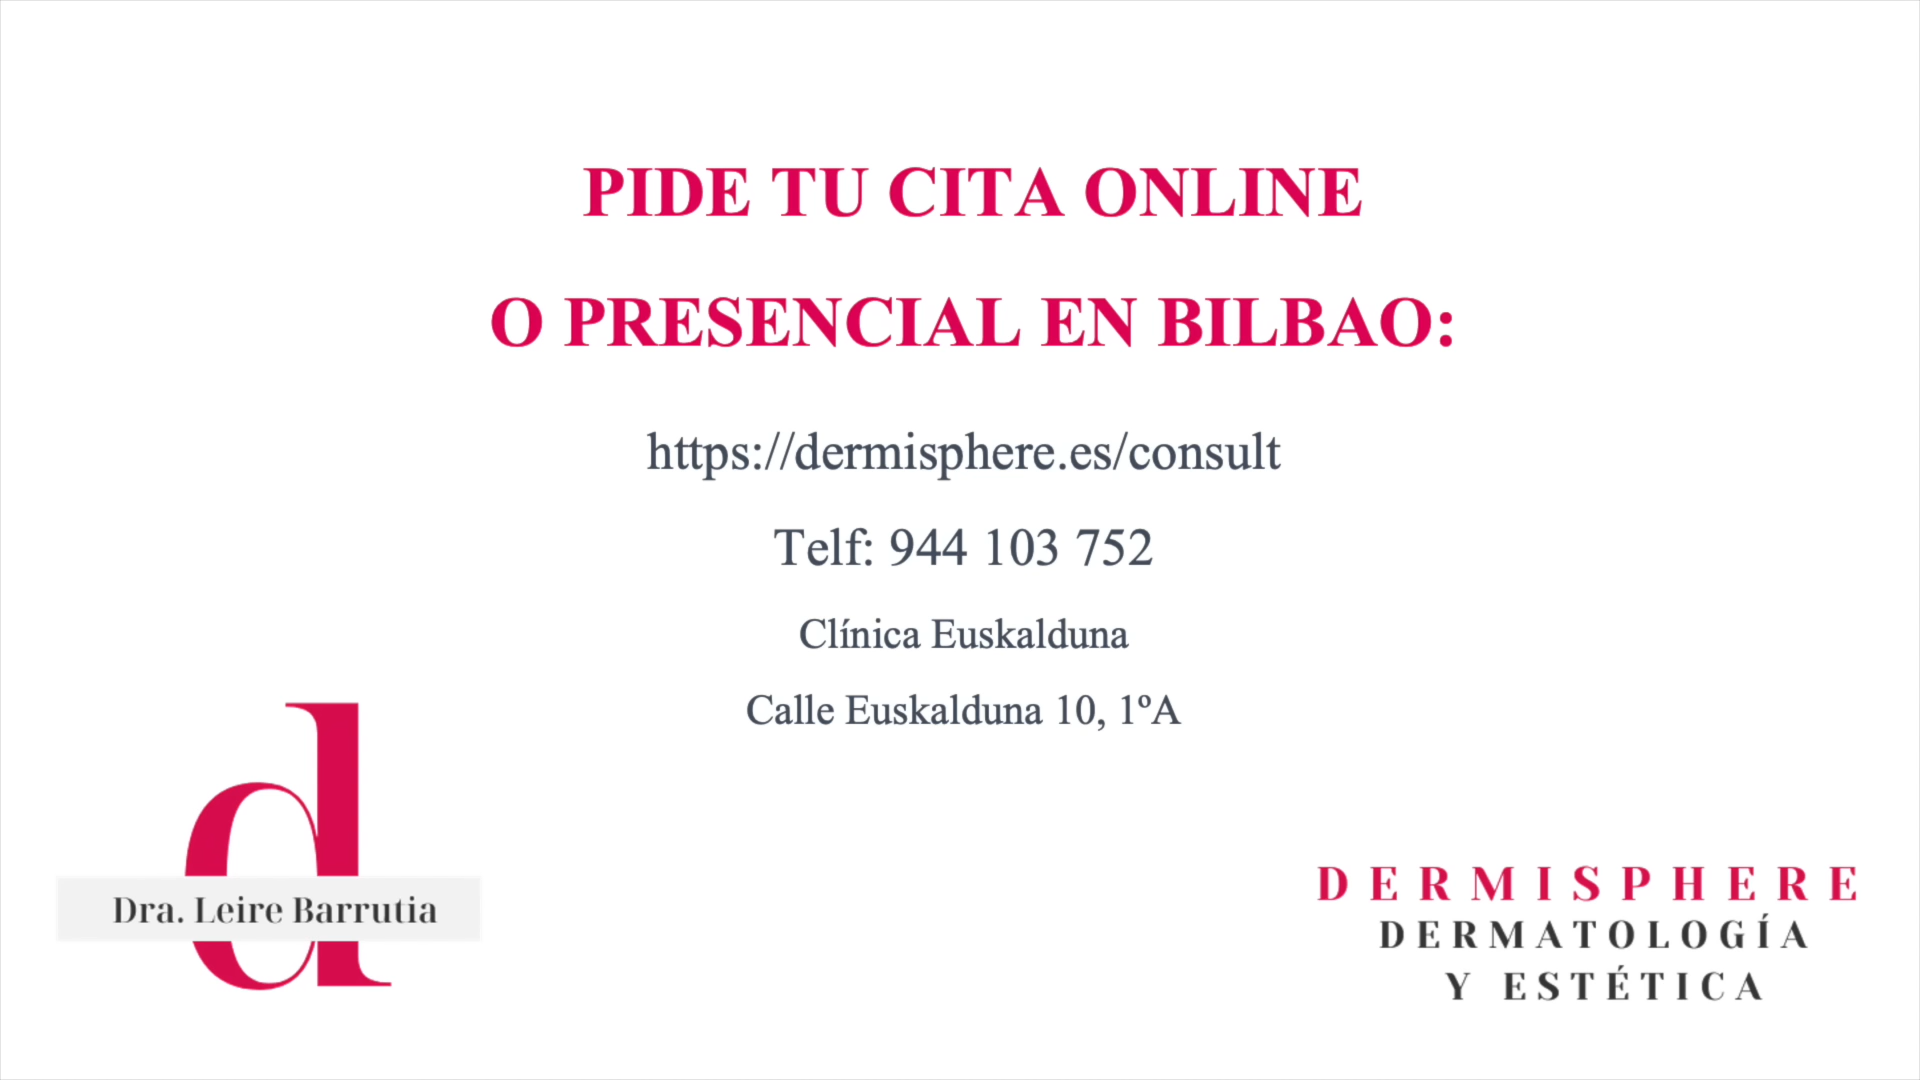 PIDE TU CITA ONLINE
O PRESENCIAL EN BILBAO:
https://dermisphere.es/consult
Telf: 944 103 752
Clínica Euskalduna
Calle Euskalduna 10, 1ºA
d
Dra. Leire Barrutia
DERMISPHERE
DERMATOLOGÍA
Y ESTÉTICA